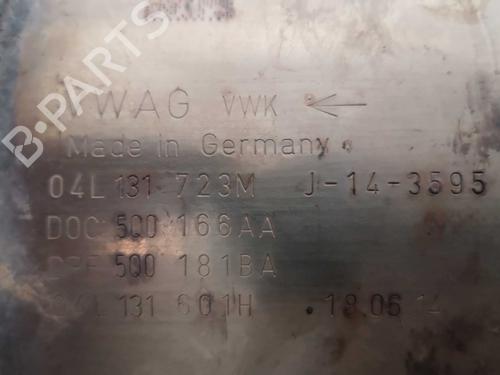 B-PARTS
VWAG VWK
Made in Germany
04L 131 723M J-14-3595
DOC 5Q0 166AA
DPF 5Q0 181BA
04L 131 601H .18.06.14